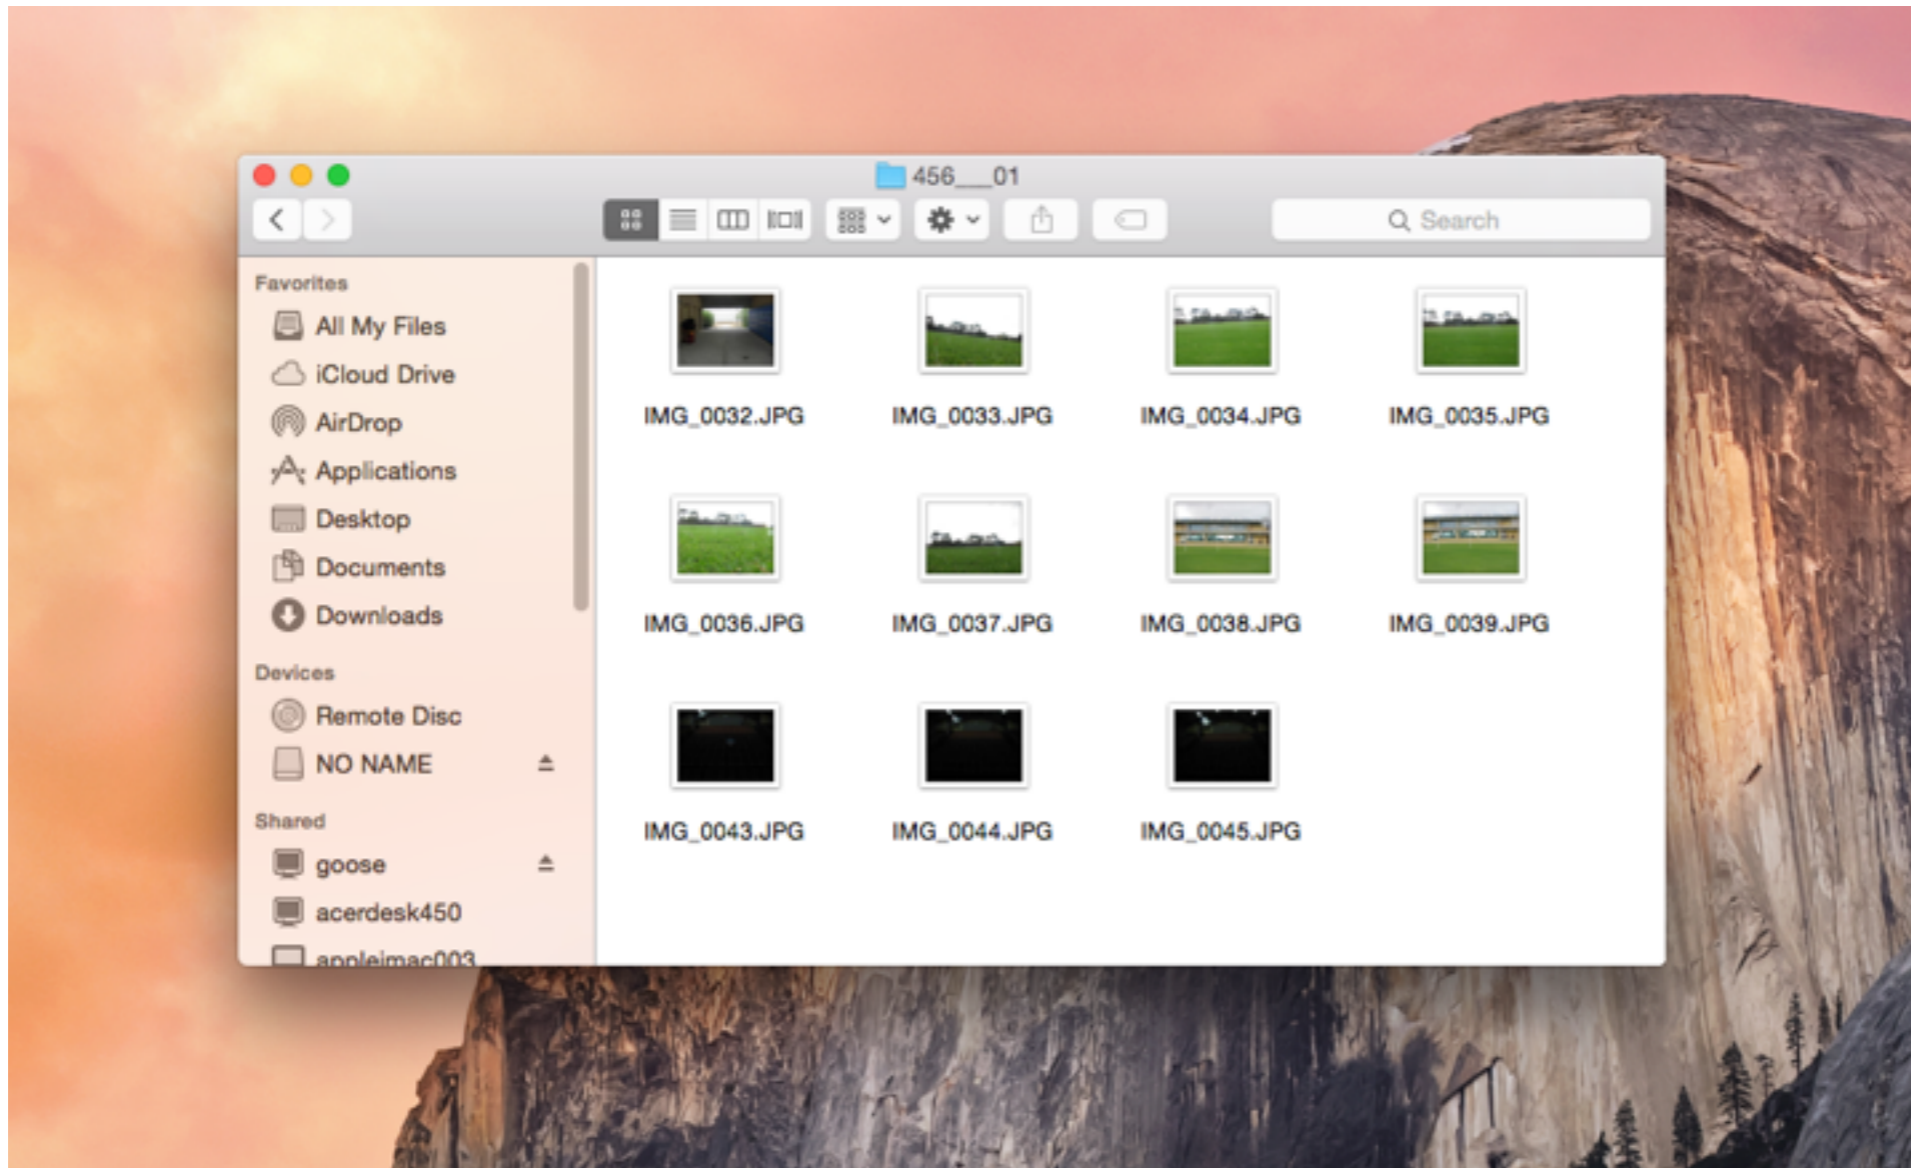 456___01
Search
Favorites
All My Files
iCloud Drive
AirDrop
Applications
Desktop
Documents
Downloads
Devices
Remote Disc
NO NAME
Shared
goose
acerdesk450
appleimac003
IMG_0032.JPG IMG_0033.JPG IMG_0034.JPG IMG_0035.JPG
IMG_0036.JPG IMG_0037.JPG IMG_0038.JPG IMG_0039.JPG
IMG_0043.JPG IMG_0044.JPG IMG_0045.JPG